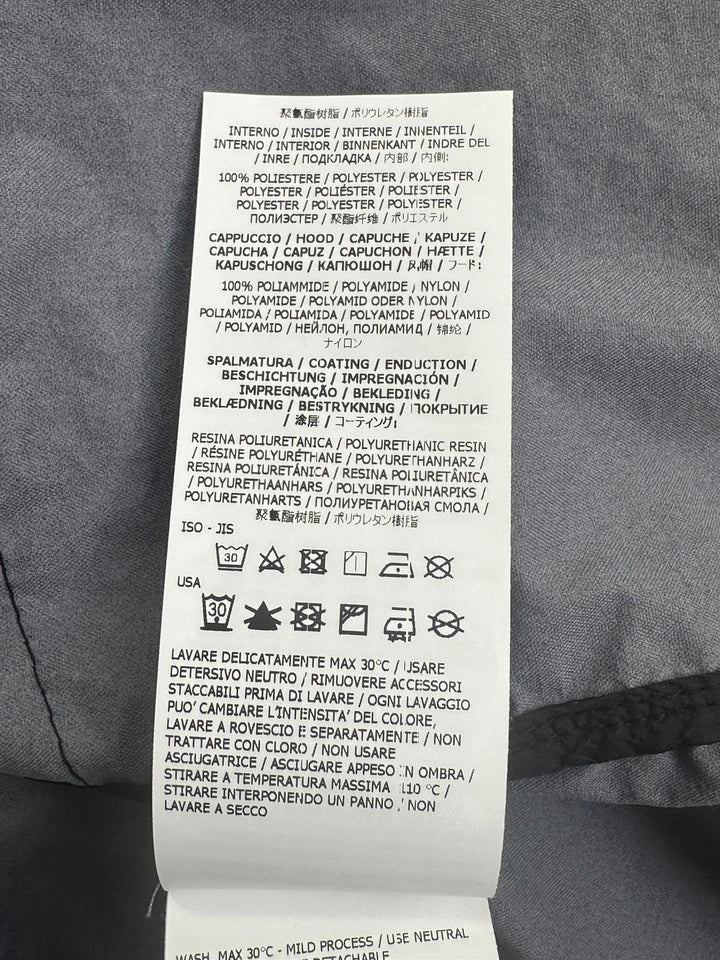 聚氨酯树脂 / ポリウレタン樹脂
INTERNO / INSIDE / INTERNE / INNENTEIL /
INTERNO / INTERIOR / BINNENKANT / INDRE DEL
/ INRE / ПОДКЛАДКА / 内部 / 内側:
100% POLIESTERE / POLYESTER / POLYESTER /
POLYESTER / POLIÉSTER / POLIESTER /
POLYESTER / POLYESTER / POLYESTER /
ПОЛИЭСТЕР / 聚酯纤维 / ポリエステル
CAPPUCCIO / HOOD / CAPUCHE / KAPUZE /
CAPUCHA / CAPUZ / CAPUCHON / HÆTTE /
KAPUSCHONG / КАПЮШОН / 风帽 / フード:
100% POLIAMMIDE / POLYAMIDE / NYLON /
POLYAMIDE / POLYAMID ODER NYLON /
POLIAMIDA / POLIAMIDA / POLYAMIDE / POLYAMID
/ POLYAMID / НЕЙЛОН, ПОЛИАМИД / 锦纶 /
ナイロン
SPALMATURA / COATING / ENDUCTION /
BESCHICHTUNG / IMPREGNACIÓN /
IMPREGNAÇÃO / BEKLEDING /
BEKLÆDNING / BESTRYKNING / ПОКРЫТИЕ
/ 涂层 / コーティング:
RESINA POLIURETANICA / POLYURETHANIC RESIN
/ RÉSINE POLYURÉTHANE / POLYURETHANHARZ /
RESINA POLIURETÁNICA / RESINA POLIURETÂNICA
/ POLYURETHAANHARS / POLYURETHANHARPIKS /
POLYURETANHARTS / ПОЛИУРЕТАНОВАЯ СМОЛА /
聚氨酯树脂 / ポリウレタン樹脂
ISO - JIS
30
USA
30
LAVARE DELICATAMENTE MAX 30°C / USARE
DETERSIVO NEUTRO / RIMUOVERE ACCESSORI
STACCABILI PRIMA DI LAVARE / OGNI LAVAGGIO
PUO' CAMBIARE L'INTENSITA' DEL COLORE,
LAVARE A ROVESCIO E SEPARATAMENTE / NON
TRATTARE CON CLORO / NON USARE
ASCIUGATRICE / ASCIUGARE APPESO IN OMBRA /
STIRARE A TEMPERATURA MASSIMA 110 °C /
STIRARE INTERPONENDO UN PANNO / NON
LAVARE A SECCO
WASH MAX 30°C - MILD PROCESS / USE NEUTRAL
DETACHABLE